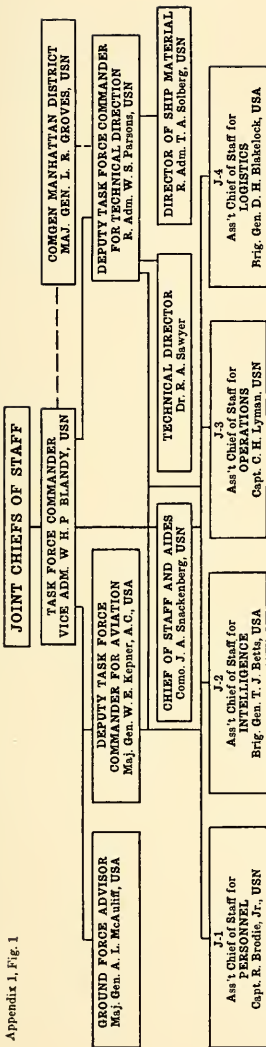 Appendix 1, Fig. 1
JOINT CHIEFS OF STAFF
TASK FORCE COMMANDER
VICE ADM. W H.P BLANDY, USN
COMGEN MANHATTAN DISTRICT
MAJ. GEN. L. R. GROVES, USN
GROUND FORCE ADVISOR
Maj. Gen. A. L. McAuliff, USA
DEPUTY TASK FORCE
COMMANDER FOR AVIATION
Maj. Gen. W. E. Kepner, A.C., USA
DEPUTY TASK FORCE COMMANDER
FOR TECHNICAL DIRECTION
R. Adm. W. S. Parsons, USN
CHIEF OF STAFF AND AIDES
Como. J. A. Snackenberg, USN
TECHNICAL DIRECTOR
Dr. R. A. Sawyer
DIRECTOR OF SHIP MATERIAL
R. Adm. T. A. Solberg, USN
J-1
Ass't Chief of Staff for
PERSONNEL
Capt. R. Brodie, Jr., USN
J-2
Ass't Chief of Staff for
INTELLIGENCE
Brig. Gen. T. J. Betts, USA
J-3
Ass't Chief of Staff for
OPERATIONS
Capt. C. H. Lyman, USN
J-4
Ass't Chief of Staff for
LOGISTICS
Brig. Gen. D. H. Blakelock, USA